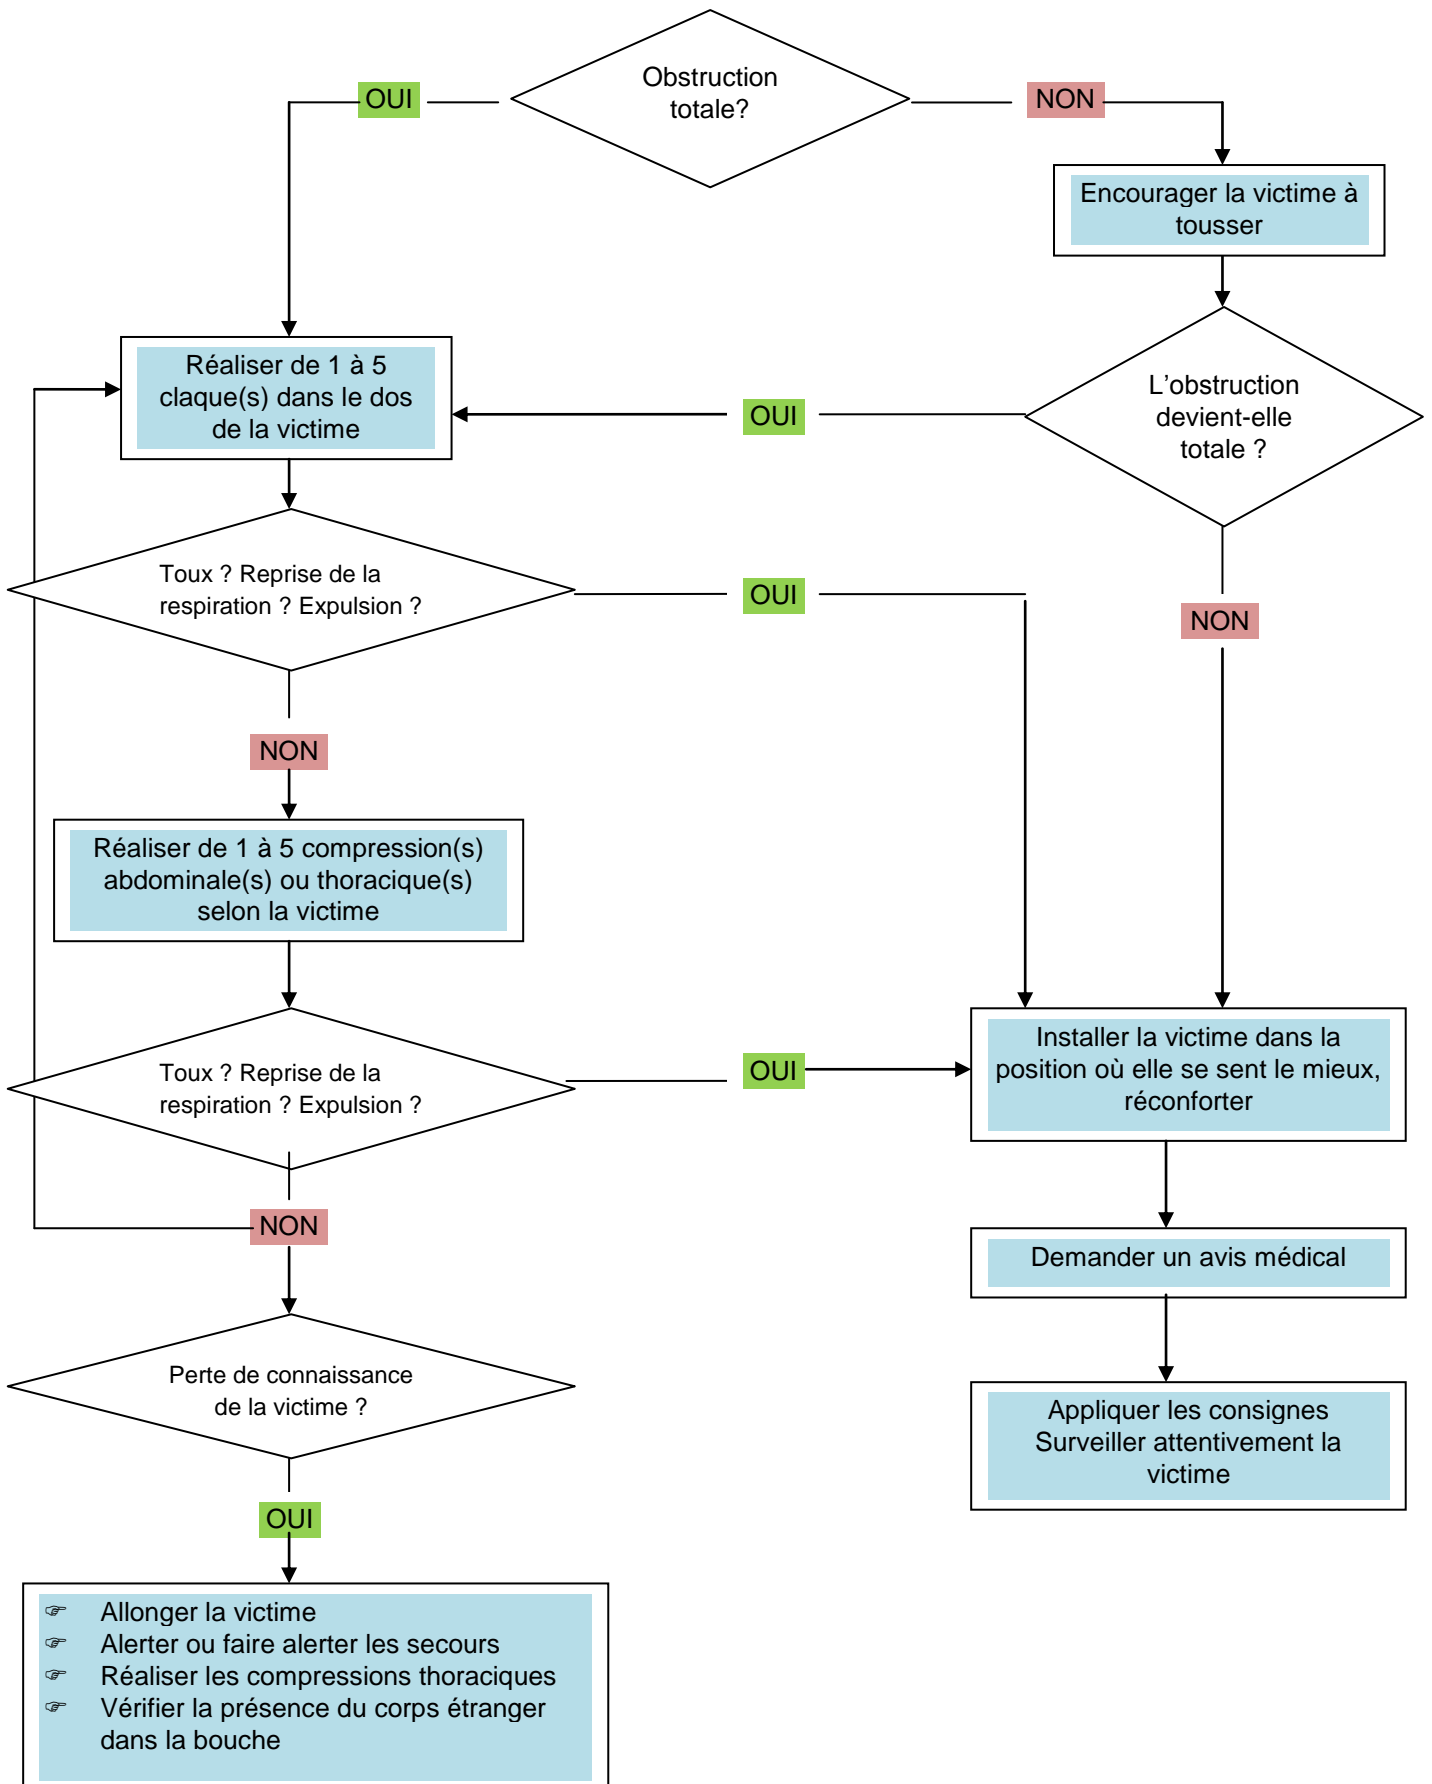 Obstruction
totale?
OUI
NON
Encourager la victime à
tousser
Réaliser de 1 à 5
claque(s) dans le dos
de la victime
L'obstruction
devient-elle
totale ?
OUI
Toux ? Reprise de la
respiration ? Expulsion ?
OUI
NON
NON
Réaliser de 1 à 5 compression(s)
abdominale(s) ou thoracique(s)
selon la victime
Toux ? Reprise de la
respiration ? Expulsion ?
OUI
Installer la victime dans la
position où elle se sent le mieux,
réconforter
NON
Demander un avis médical
Perte de connaissance
de la victime ?
Appliquer les consignes
Surveiller attentivement la
victime
OUI
☞ Allonger la victime
☞ Alerter ou faire alerter les secours
☞ Réaliser les compressions thoraciques
☞ Vérifier la présence du corps étranger
dans la bouche